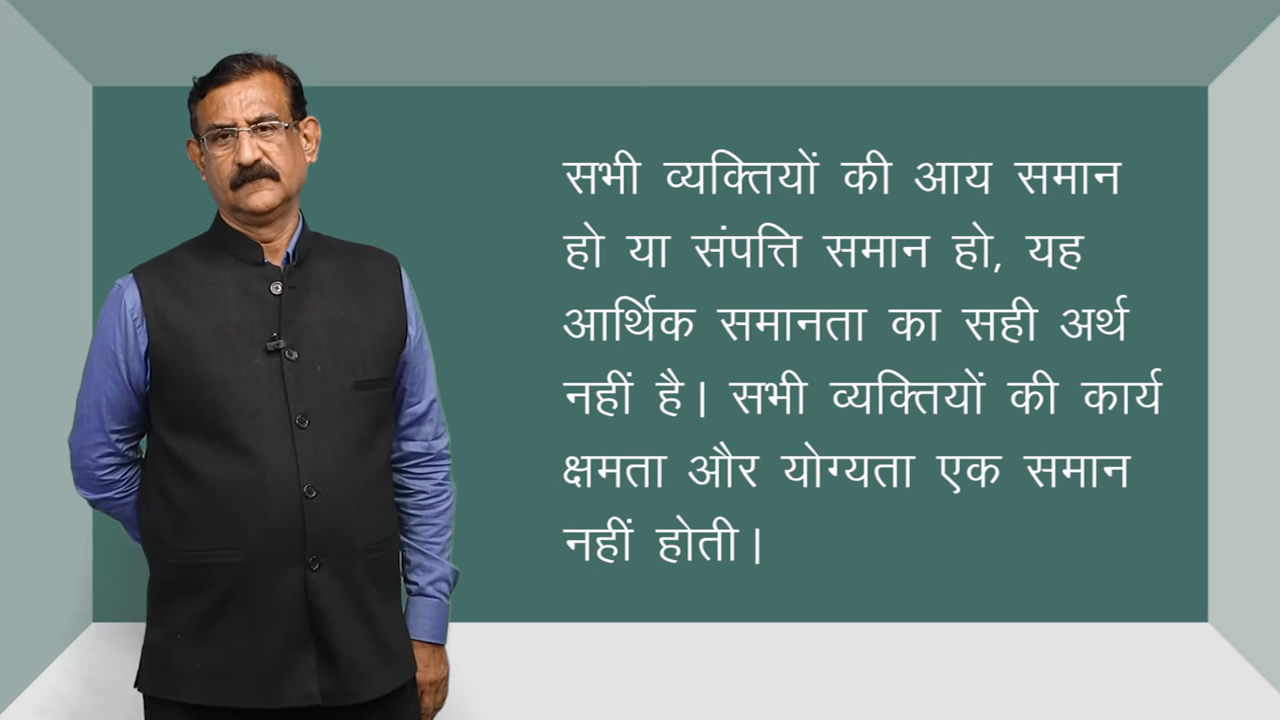 सभी व्यक्तियों की आय समान
हो या संपत्ति समान हो, यह
आर्थिक समानता का सही अर्थ
नहीं है। सभी व्यक्तियों की कार्य
क्षमता और योग्यता एक समान
नहीं होती।